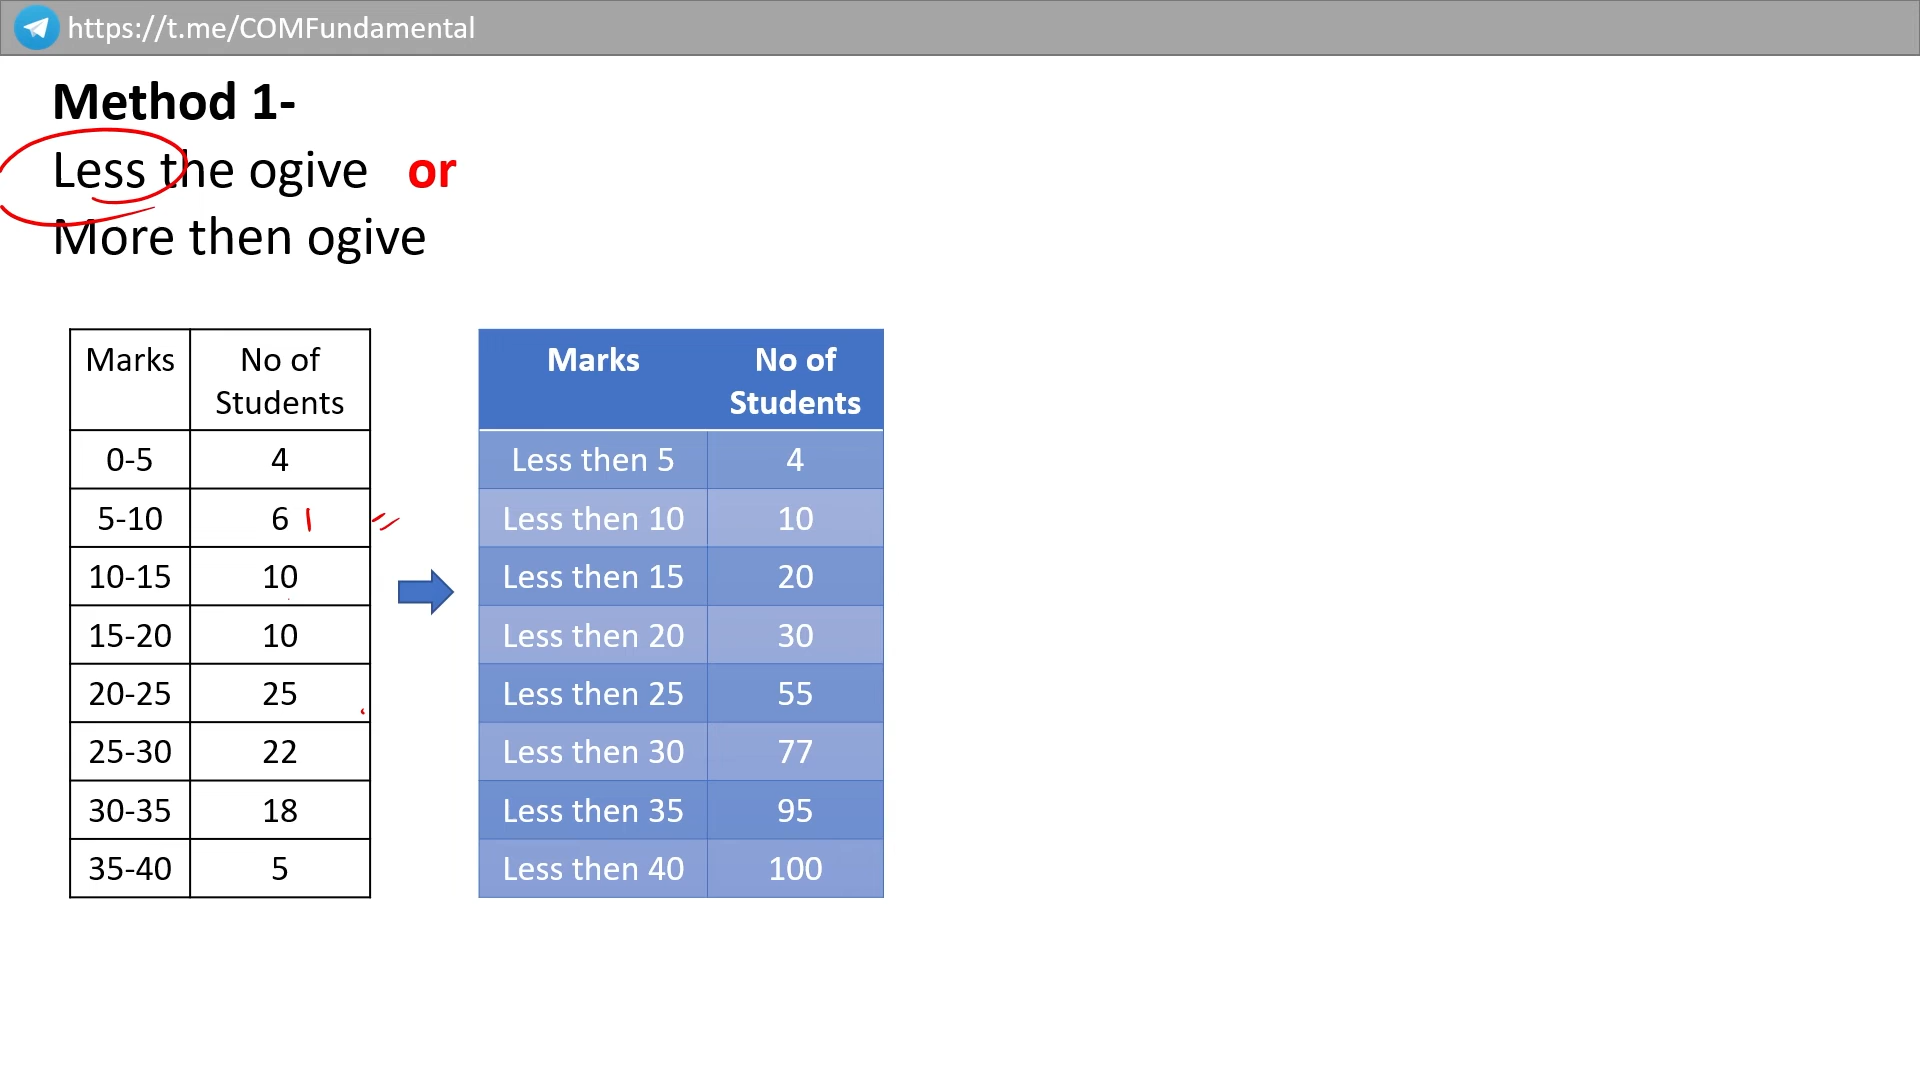 https://t.me/COMFundamental
Method 1-
Less the ogive or
More then ogive
Marks No of Students
0-5 4
5-10 6
10-15 10
15-20 10
20-25 25
25-30 22
30-35 18
35-40 5
Marks No of Students
Less then 5 4
Less then 10 10
Less then 15 20
Less then 20 30
Less then 25 55
Less then 30 77
Less then 35 95
Less then 40 100